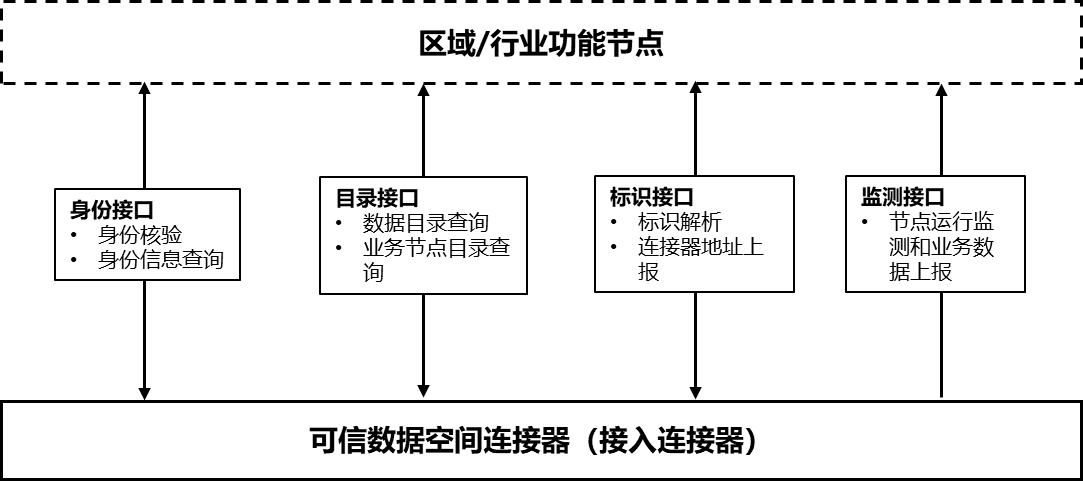 区域/行业功能节点
身份接口
• 身份核验
• 身份信息查询
目录接口
• 数据目录查询
• 业务节点目录查
询
标识接口
• 标识解析
• 连接器地址上
报
监测接口
• 节点运行监
测和业务数
据上报
可信数据空间连接器（接入连接器）